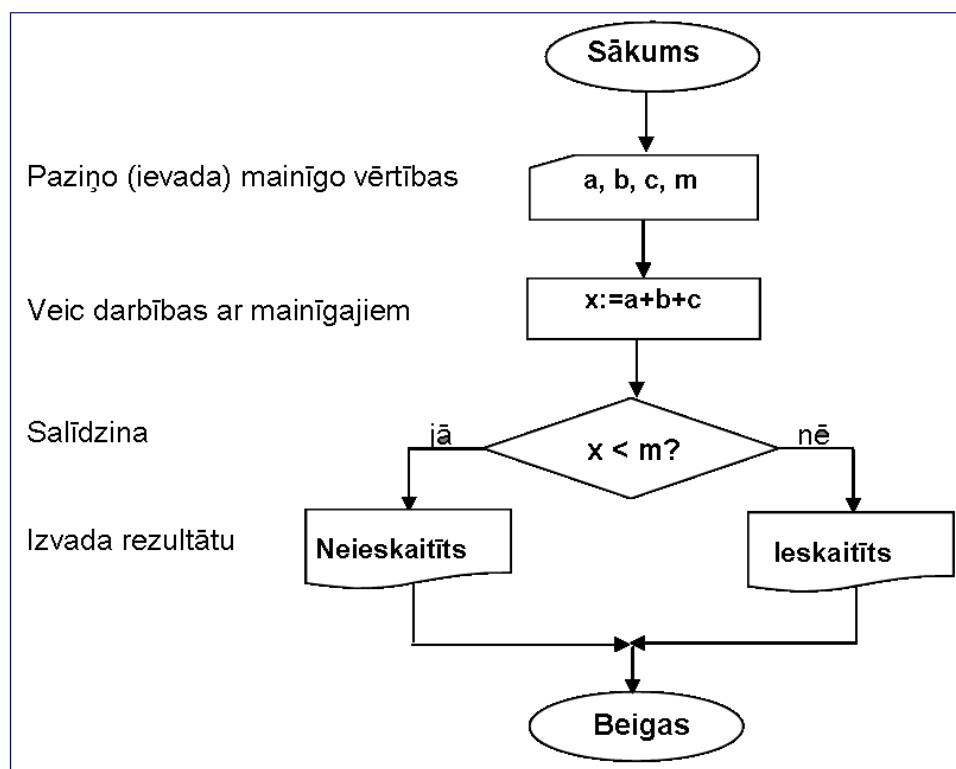 Sākums
Paziņo (ievada) mainīgo vērtības
a, b, c, m
Veic darbības ar mainīgajiem
x:=a+b+c
Salīdzina
jā
x < m?
nē
Izvada rezultātu
Neieskaitīts
Ieskaitīts
Beigas